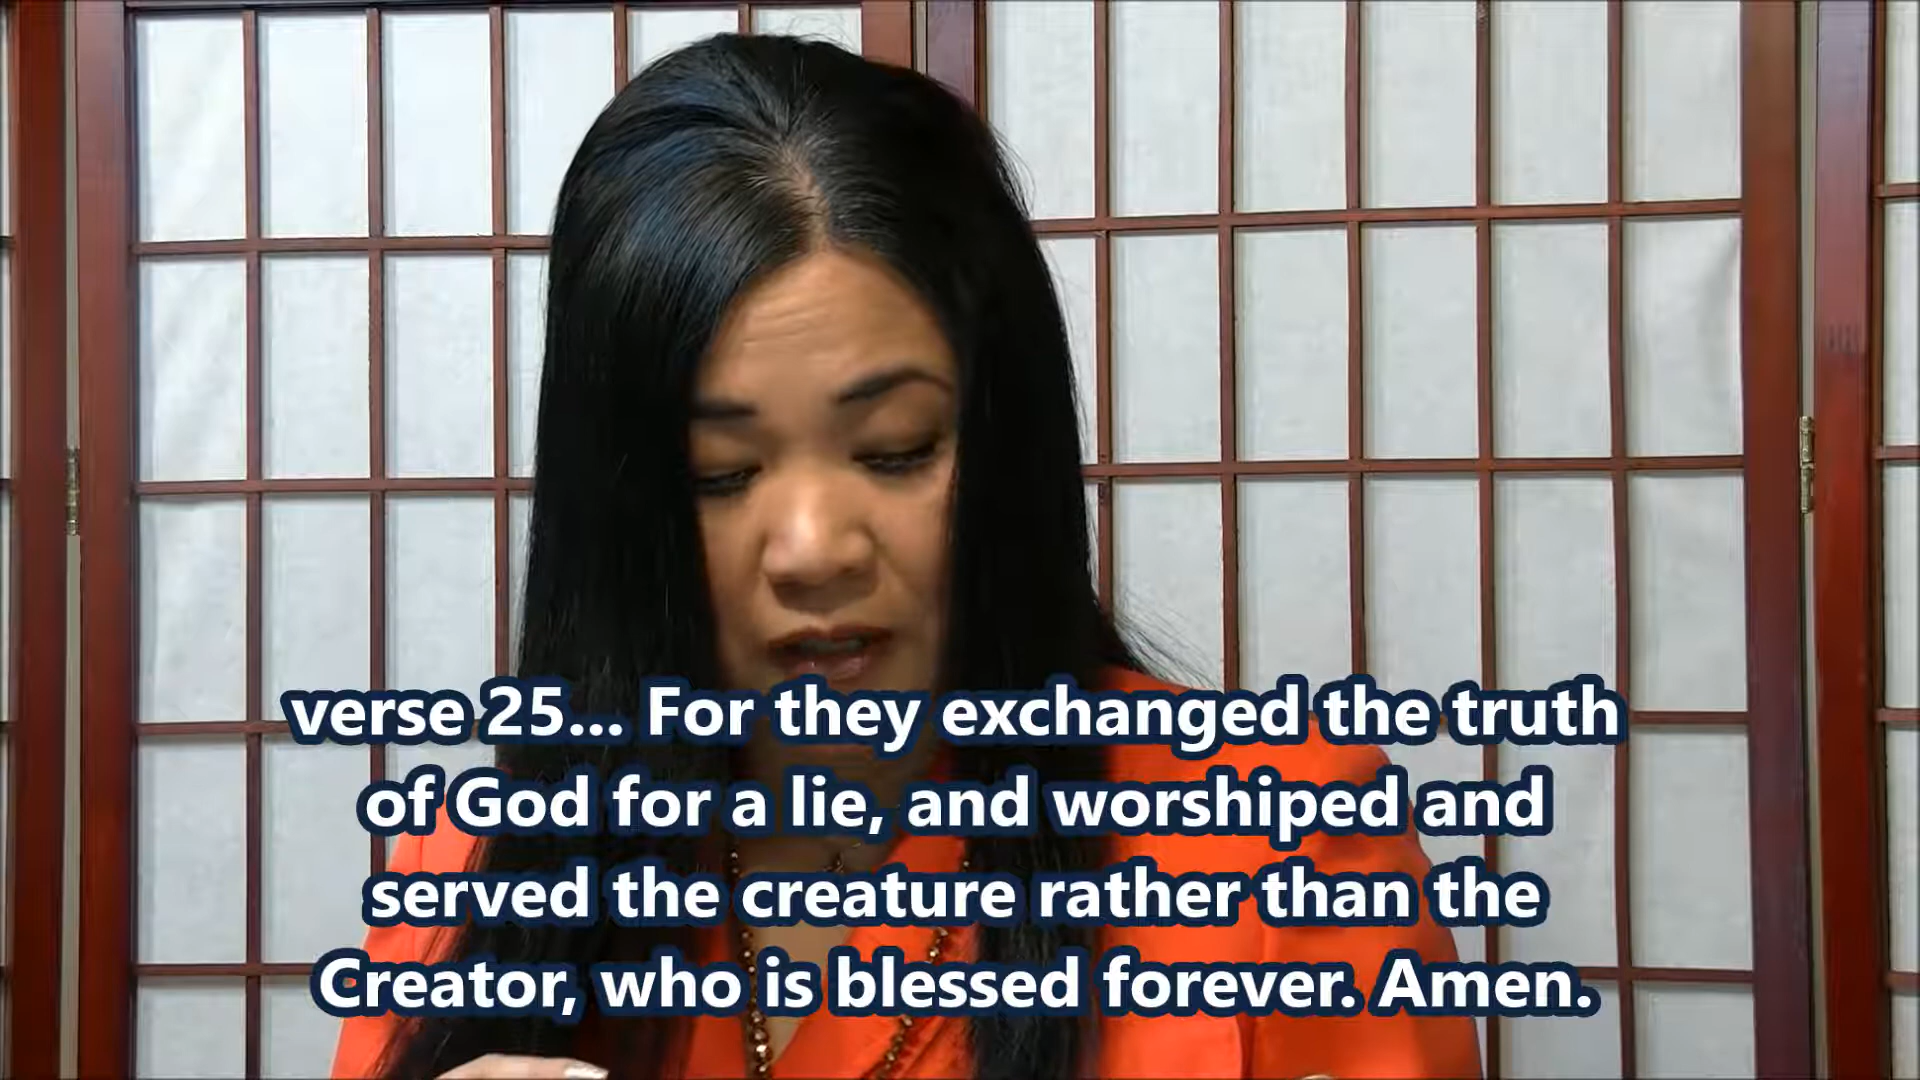 verse 25... For they exchanged the truth
of God for a lie, and worshiped and
served the creature rather than the
Creator, who is blessed forever. Amen.